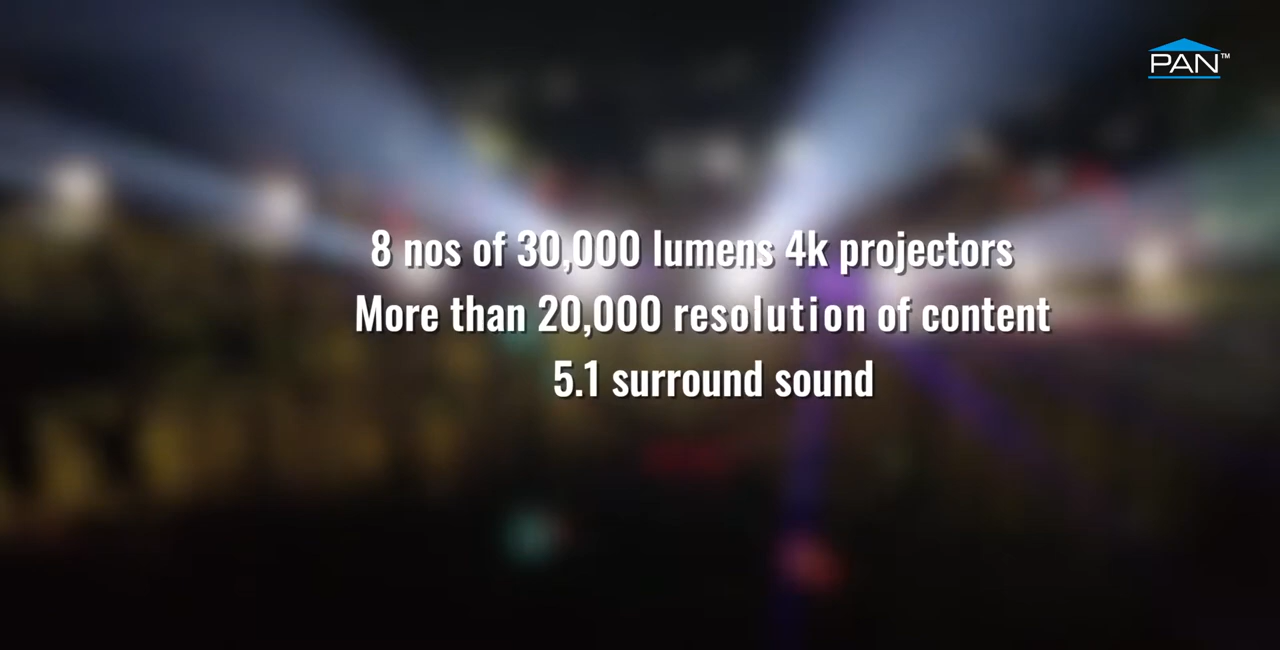 PAN™
8 nos of 30,000 lumens 4k projectors
More than 20,000 resolution of content
5.1 surround sound